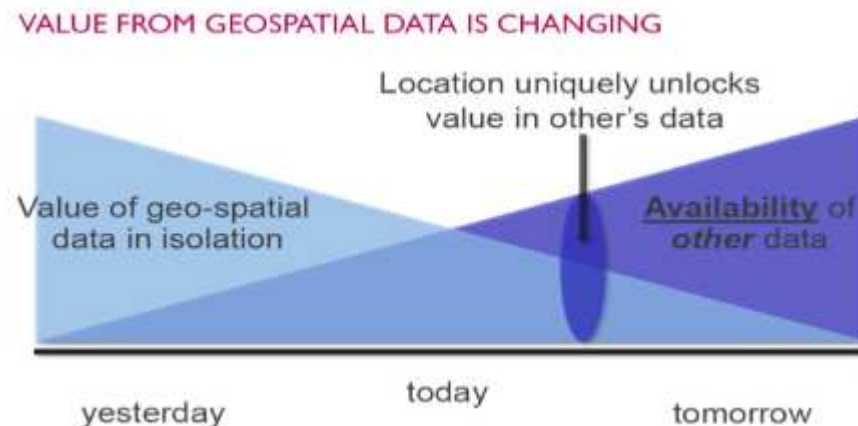 VALUE FROM GEOSPATIAL DATA IS CHANGING
Location uniquely unlocks
value in other's data
Value of geo-spatial
data in isolation
Availability of
other data
yesterday
today
tomorrow